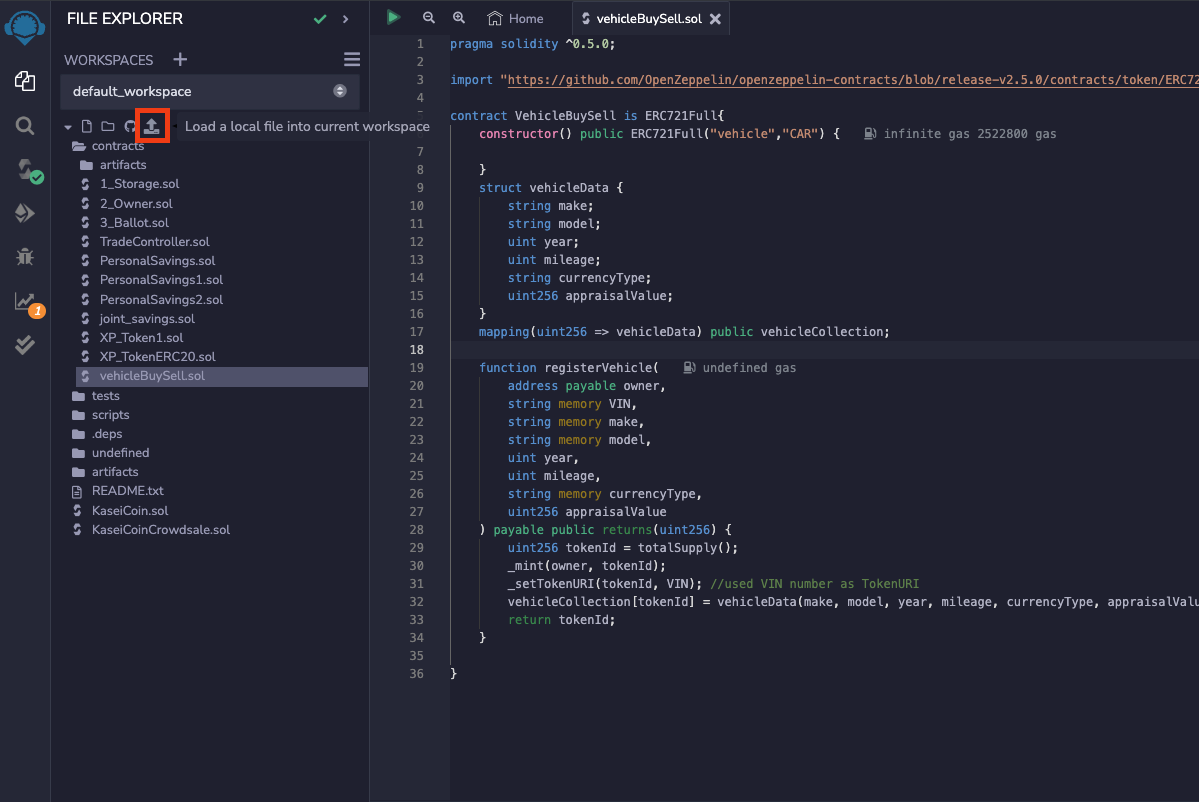 FILE EXPLORER
WORKSPACES
default_workspace
Load a local file into current workspace
contracts
artifacts
1_Storage.sol
2_Owner.sol
3_Ballot.sol
TradeController.sol
PersonalSavings.sol
PersonalSavings1.sol
PersonalSavings2.sol
joint_savings.sol
XP_Token1.sol
XP_TokenERC20.sol
vehicleBuySell.sol
tests
scripts
.deps
undefined
artifacts
README.txt
KaseiCoin.sol
KaseiCoinCrowdsale.sol
1
Home
vehicleBuySell.sol
1 pragma solidity ^0.5.0;
2
3 import "https://github.com/OpenZeppelin/openzeppelin-contracts/blob/release-v2.5.0/contracts/token/ERC72
4
contract VehicleBuySell is ERC721Full{
constructor() public ERC721Full("vehicle","CAR") { infinite gas 2522800 gas
7
8 }
9 struct vehicleData {
10 string make;
11 string model;
12 uint year;
13 uint mileage;
14 string currencyType;
15 uint256 appraisalValue;
16 }
17 mapping(uint256 => vehicleData) public vehicleCollection;
18
19 function registerVehicle( undefined gas
20 address payable owner,
21 string memory VIN,
22 string memory make,
23 string memory model,
24 uint year,
25 uint mileage,
26 string memory currencyType,
27 uint256 appraisalValue
28 ) payable public returns(uint256) {
29 uint256 tokenId = totalSupply();
30 _mint(owner, tokenId);
31 _setTokenURI(tokenId, VIN); //used VIN number as TokenURI
32 vehicleCollection[tokenId] = vehicleData(make, model, year, mileage, currencyType, appraisalValu
33 return tokenId;
34 }
35
36 }